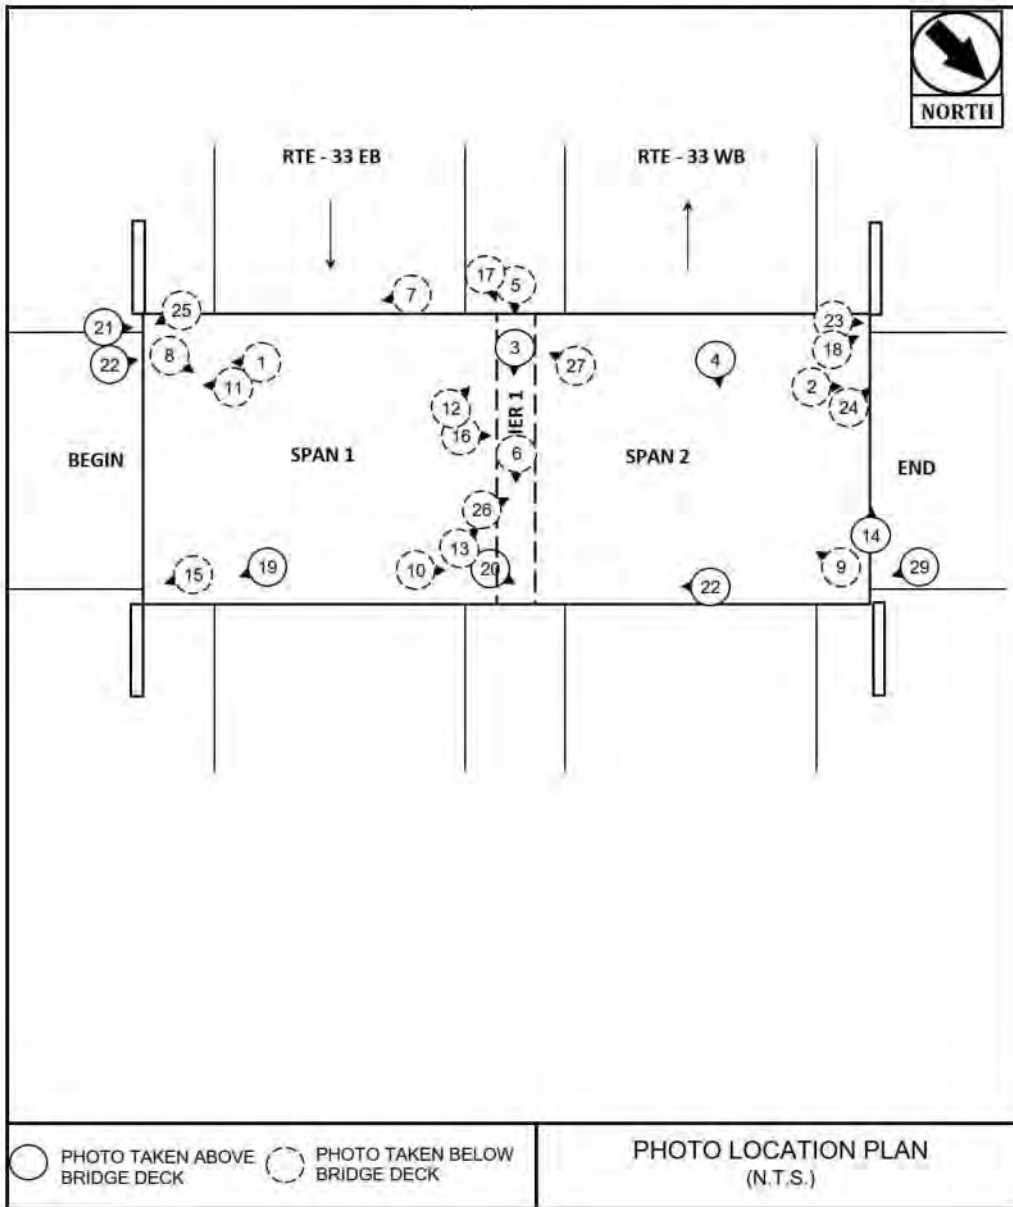 NORTH
RTE - 33 EB
RTE - 33 WB
17
5
7
25
21
23
8
22
1
3
27
4
18
11
2
12
24
16
IER 1
6
BEGIN
SPAN 1
SPAN 2
END
26
14
13
15
19
10
20
9
29
22
PHOTO TAKEN ABOVE
BRIDGE DECK
PHOTO TAKEN BELOW
BRIDGE DECK
PHOTO LOCATION PLAN
(N.T.S.)